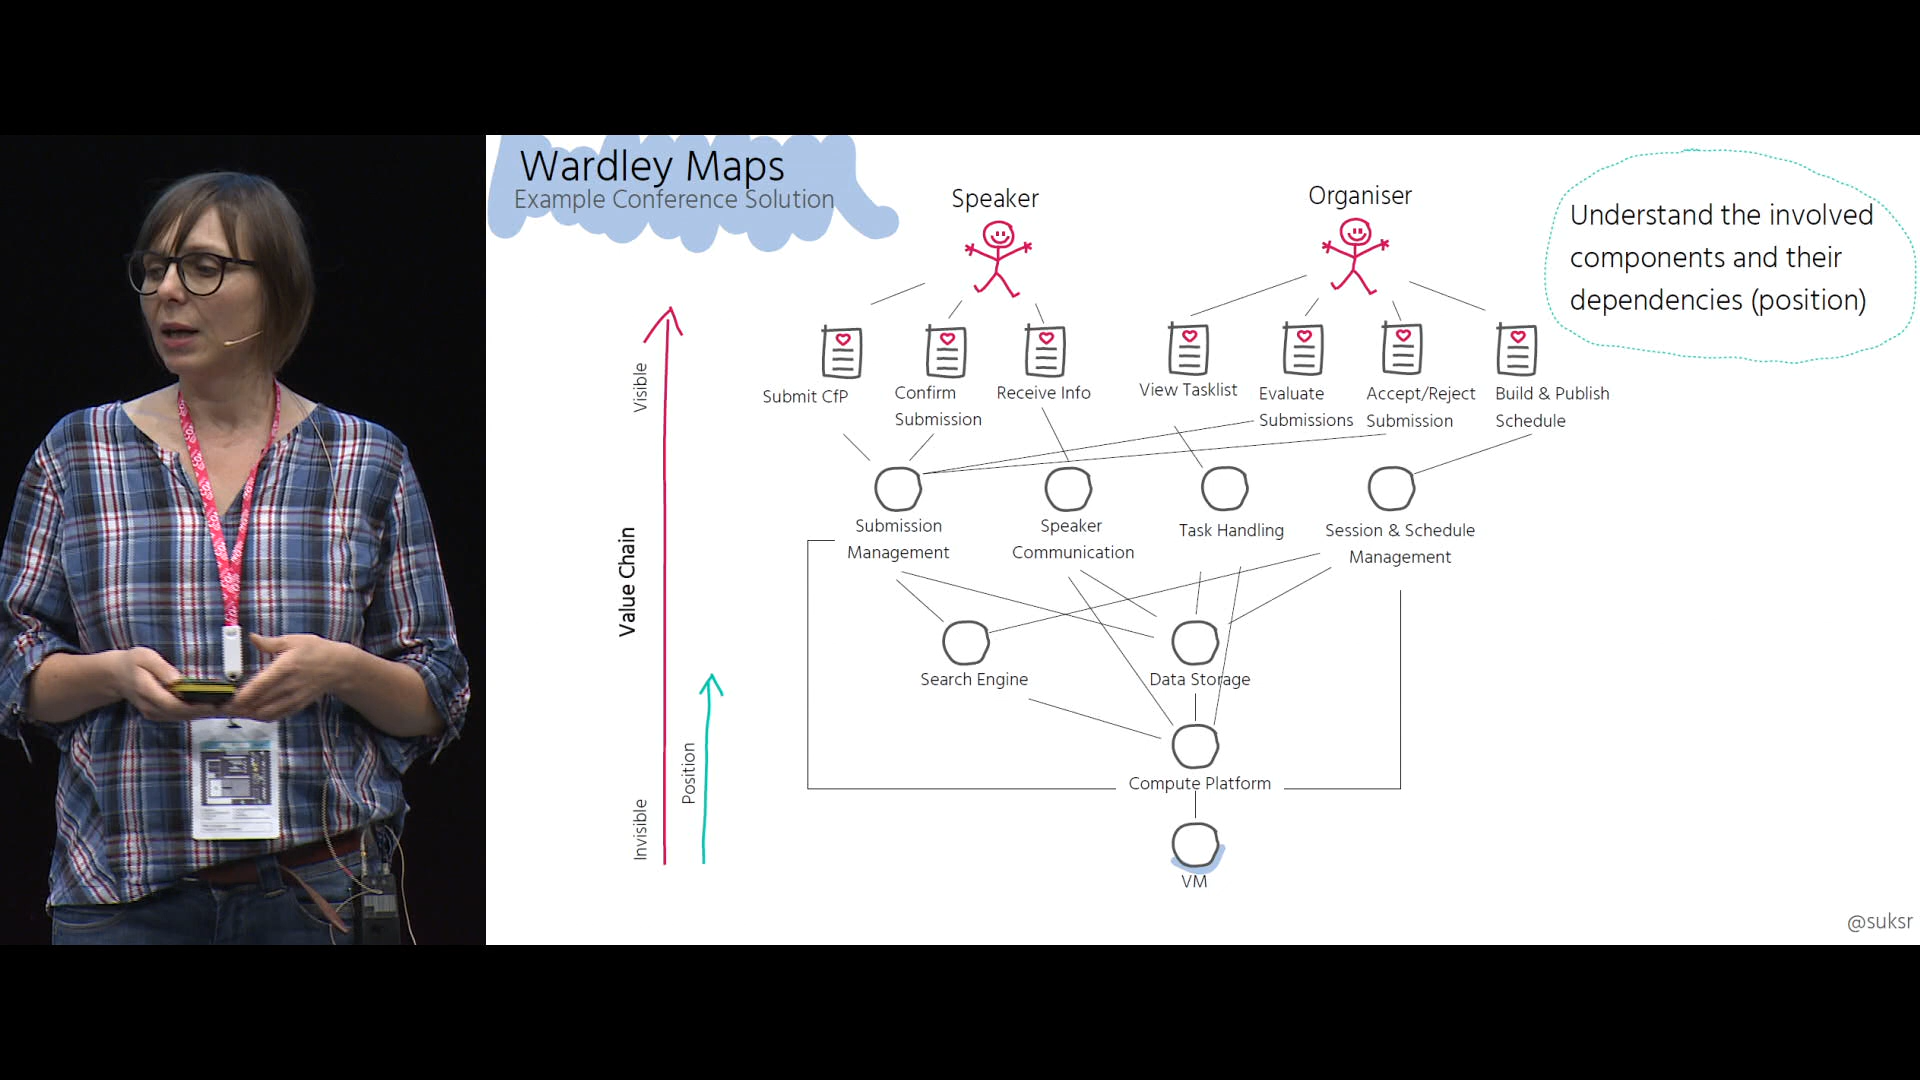 Wardley Maps
Example Conference Solution
Speaker
Organiser
Understand the involved
components and their
dependencies (position)
Submit CfP
Confirm
Submission
Receive Info
View Tasklist
Evaluate
Submissions
Accept/Reject
Submission
Build & Publish
Schedule
Visible
Value Chain
Invisible
Position
Submission
Management
Speaker
Communication
Task Handling
Session & Schedule
Management
Search Engine
Data Storage
Compute Platform
VM
@suksr